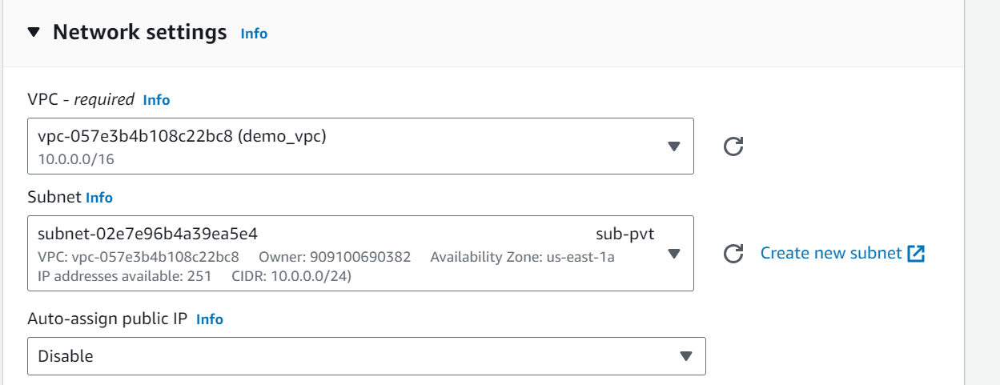 Network settings Info
VPC - required Info
vpc-057e3b4b108c22bc8 (demo_vpc)
10.0.0.0/16
Subnet Info
subnet-02e7e96b4a39ea5e4 sub-pvt
VPC: vpc-057e3b4b108c22bc8 Owner: 909100690382 Availability Zone: us-east-1a
IP addresses available: 251 CIDR: 10.0.0.0/24)
Create new subnet
Auto-assign public IP Info
Disable